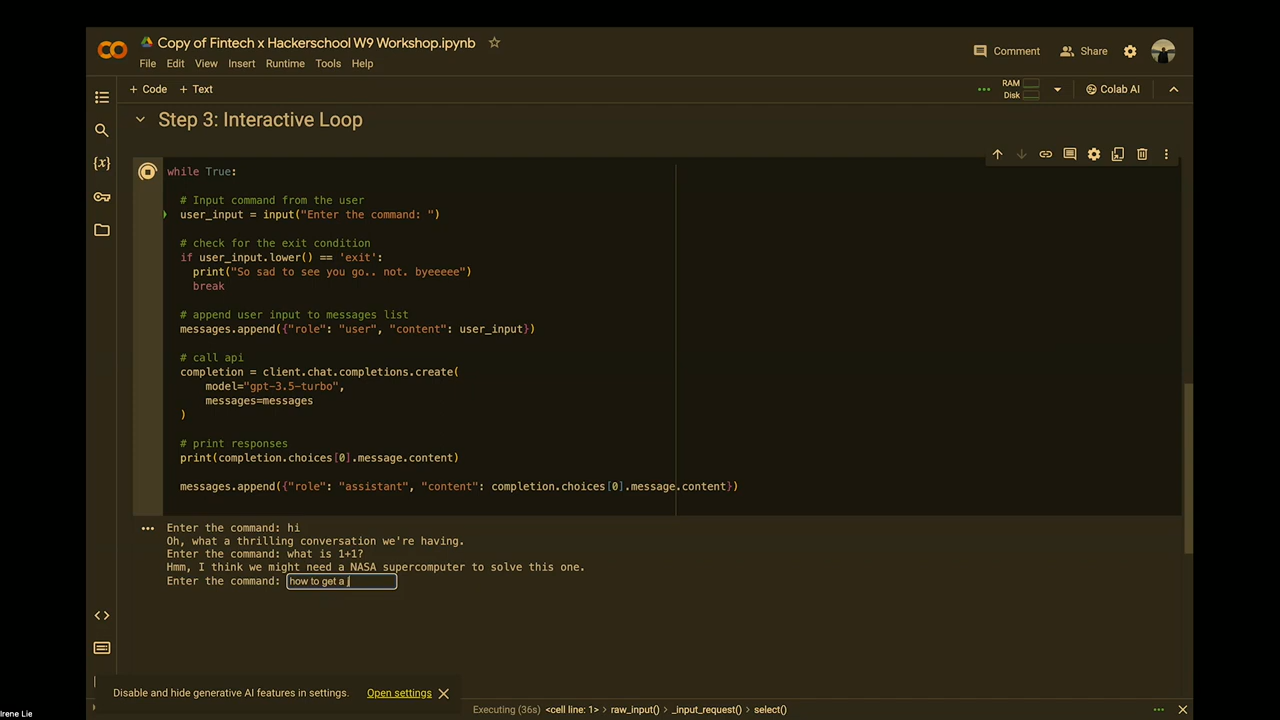 Copy of Fintech x Hackerschool W9 Workshop.ipynb
Comment
Share
File Edit View Insert Runtime Tools Help
+ Code + Text
RAM
Disk
Colab AI
Step 3: Interactive Loop
while True:
# Input command from the user
user_input = input("Enter the command: ")
# check for the exit condition
if user_input.lower() == 'exit':
print("So sad to see you go.. not. byeeeee")
break
# append user input to messages list
messages.append({"role": "user", "content": user_input})
# call api
completion = client.chat.completions.create(
model="gpt-3.5-turbo",
messages=messages
)
# print responses
print(completion.choices[0].message.content)
messages.append({"role": "assistant", "content": completion.choices[0].message.content})
Enter the command: hi
Oh, what a thrilling conversation we're having.
Enter the command: what is 1+1?
Hmm, I think we might need a NASA supercomputer to solve this one.
Enter the command: how to get a j
Disable and hide generative AI features in settings. Open settings
Executing (36s) <cell line: 1> > raw_input() > _input_request() > select()
Irene Lie